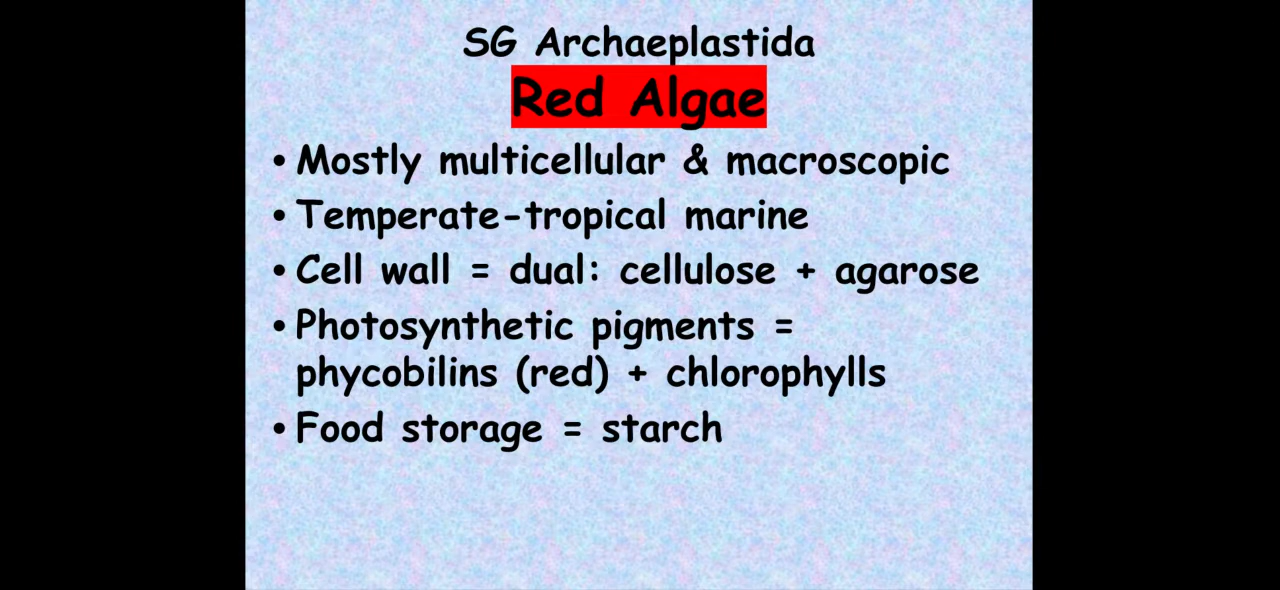 SG Archaeplastida
Red Algae
• Mostly multicellular & macroscopic
• Temperate-tropical marine
• Cell wall = dual: cellulose + agarose
• Photosynthetic pigments =
phycobilins (red) + chlorophylls
• Food storage = starch